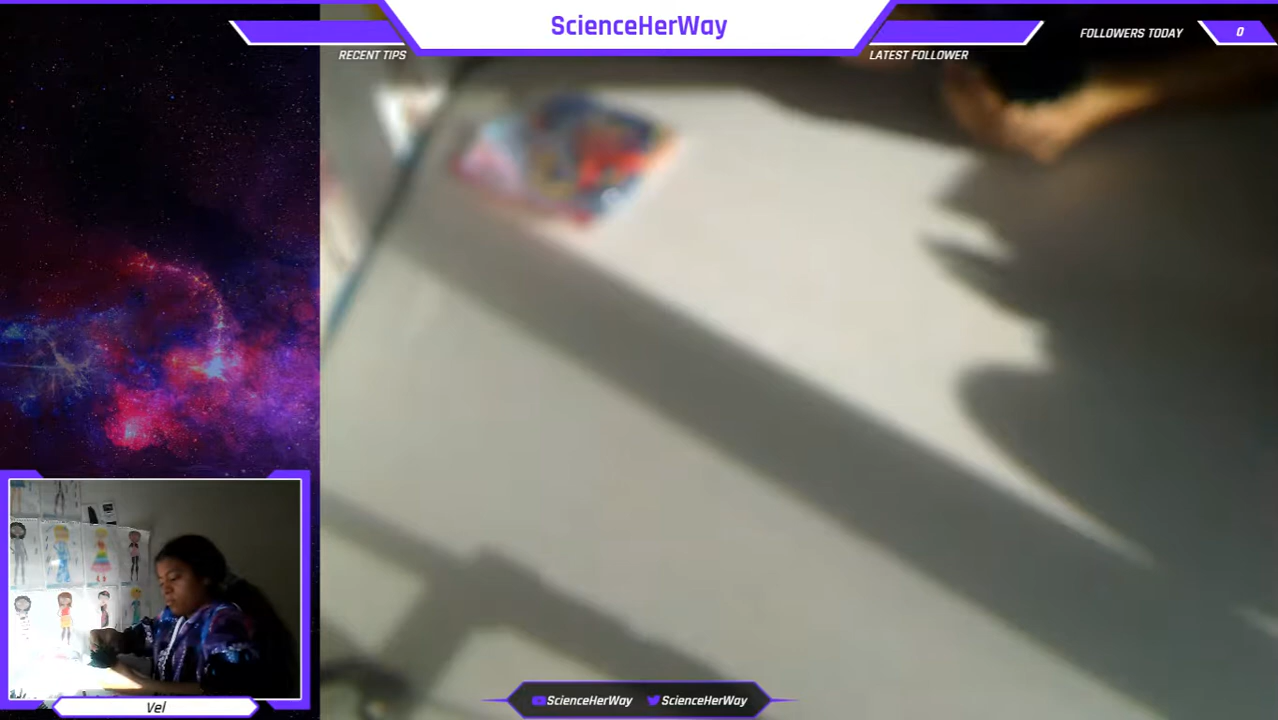 ScienceHerWay
FOLLOWERS TODAY 0
RECENT TIPS
LATEST FOLLOWER
Vel
ScienceHerWay ScienceHerWay